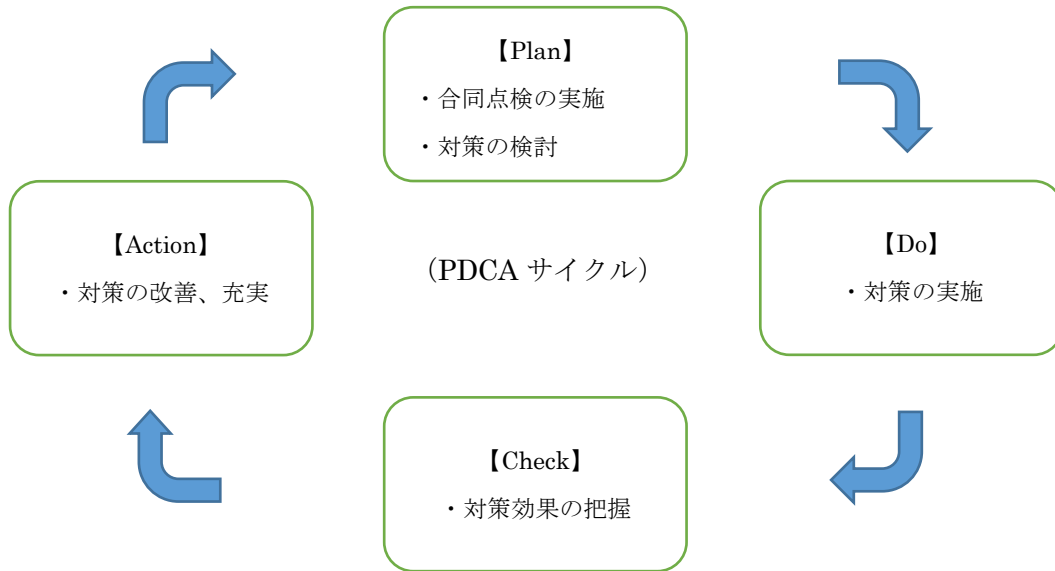 【Plan】
・合同点検の実施
・対策の検討
【Action】
・対策の改善、充実
（PDCA サイクル）
【Do】
・対策の実施
【Check】
・対策効果の把握